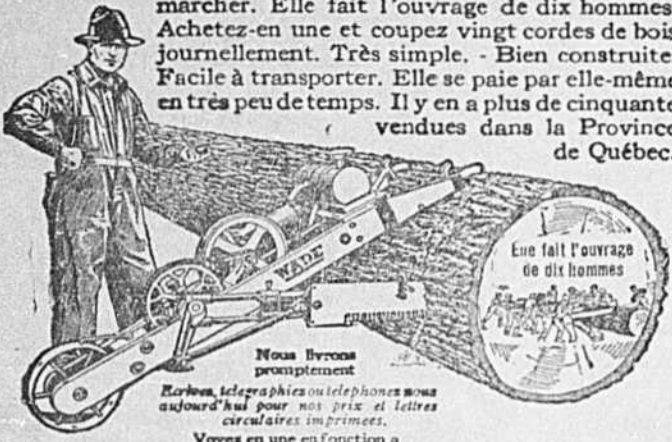 marcher. Elle fait l'ouvrage de dix hommes
Achetez-en une et coupez vingt cordes de bois
journellement. Très simple. - Bien construite
Facile à transporter. Elle se paie par elle-même
en très peu de temps. Il y en a plus de cinquante
vendues dans la Province
de Québec.
WADE
Elle fait l'ouvrage
de dix hommes
Nous livrons
promptement
telegraphiez ou telephonez nous
aujourd'hui pour nos prix et lettres
circulaires imprimees.
Voyez en une en fonction a